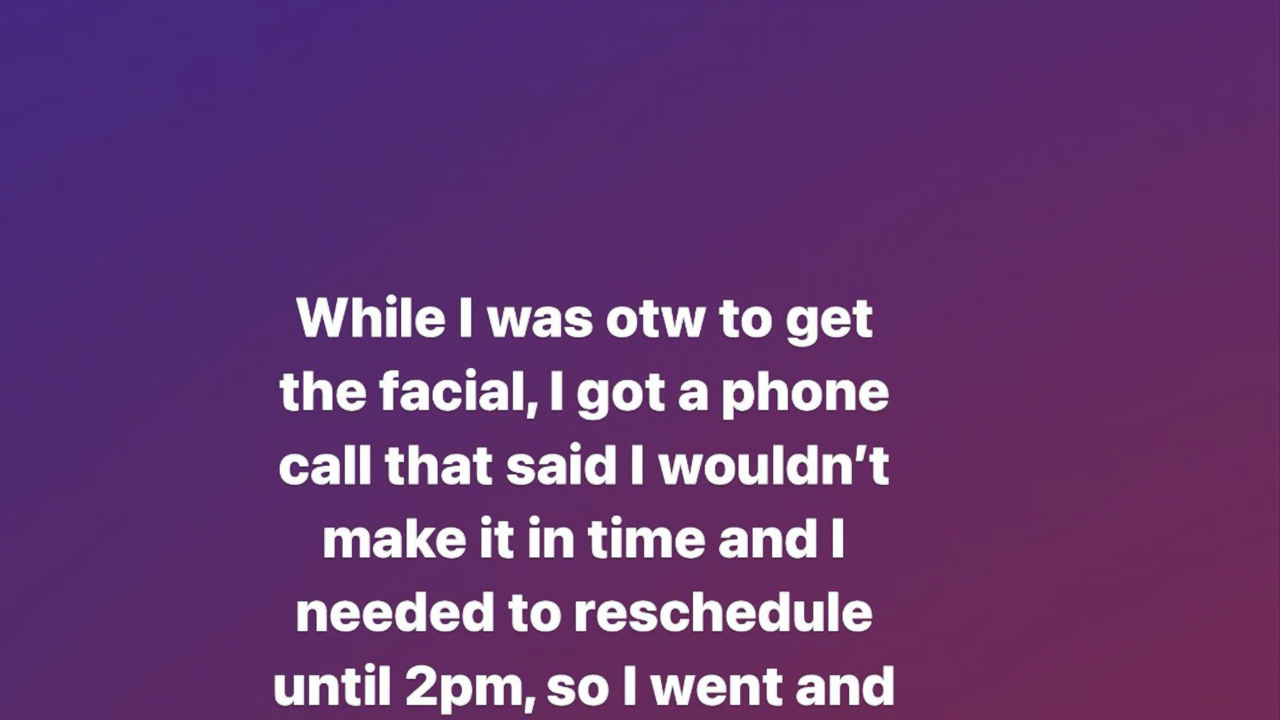 While I was otw to get
the facial, I got a phone
call that said I wouldn’t
make it in time and I
needed to reschedule
until 2pm, so I went and